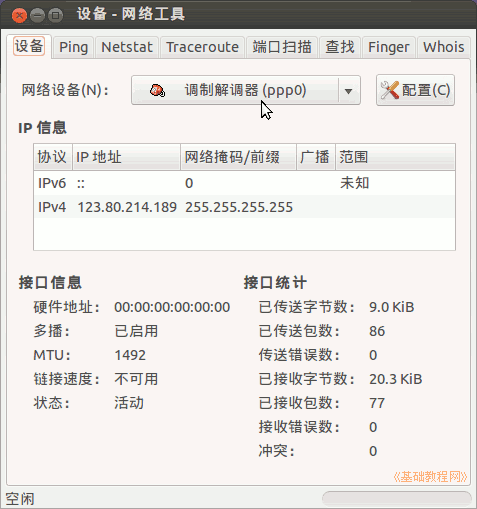 设备 - 网络工具
设备 Ping Netstat Traceroute 端口扫描 查找 Finger Whois
网络设备(N)： 调制解调器 (ppp0) 配置(C)
IP 信息
协议 IP 地址 网络掩码/前缀 广播 范围
IPv6 :: 0 未知
IPv4 123.80.214.189 255.255.255.255
接口信息 接口统计
硬件地址： 00:00:00:00:00:00 已传送字节数： 9.0 KiB
多播： 已启用 已传送包数： 86
MTU： 1492 传送错误数： 0
链接速度： 不可用 已接收字节数： 20.3 KiB
状态： 活动 已接收包数： 77
接收错误数： 0
冲突： 0
《基础教程网》
空闲